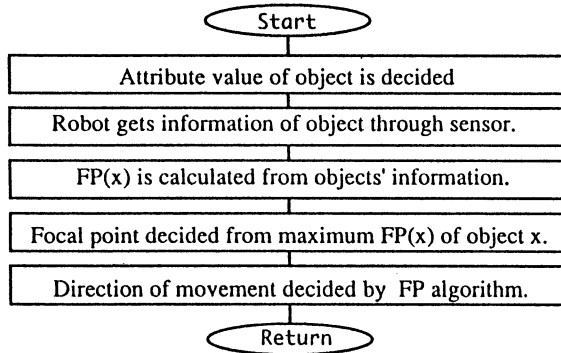 Start
Attribute value of object is decided
Robot gets information of object through sensor.
FP(x) is calculated from objects' information.
Focal point decided from maximum FP(x) of object x.
Direction of movement decided by FP algorithm.
Return